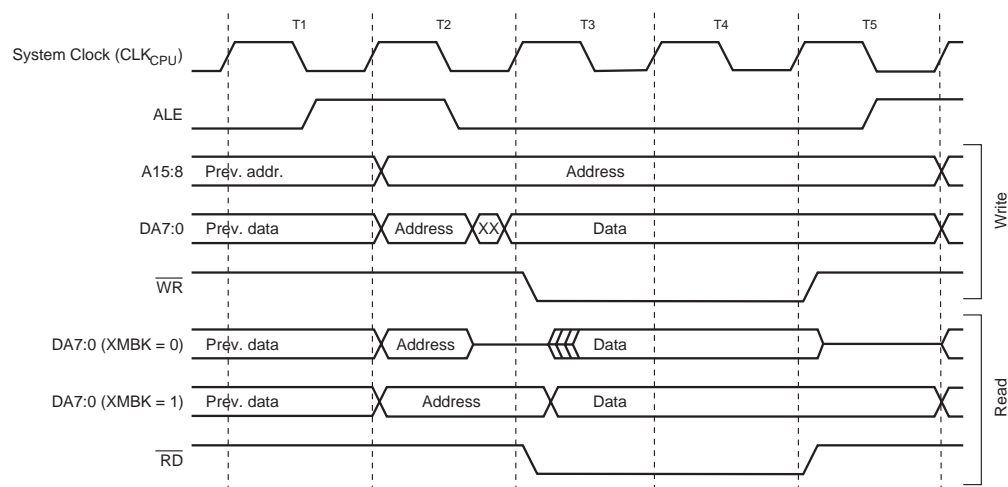 T1 T2 T3 T4 T5
System Clock (CLKCPU)
ALE
A15:8 Prev. addr. Address
DA7:0 Prev. data Address XX Data
WR
Write
DA7:0 (XMBK = 0) Prev. data Address Data
DA7:0 (XMBK = 1) Prev. data Address Data
RD
Read